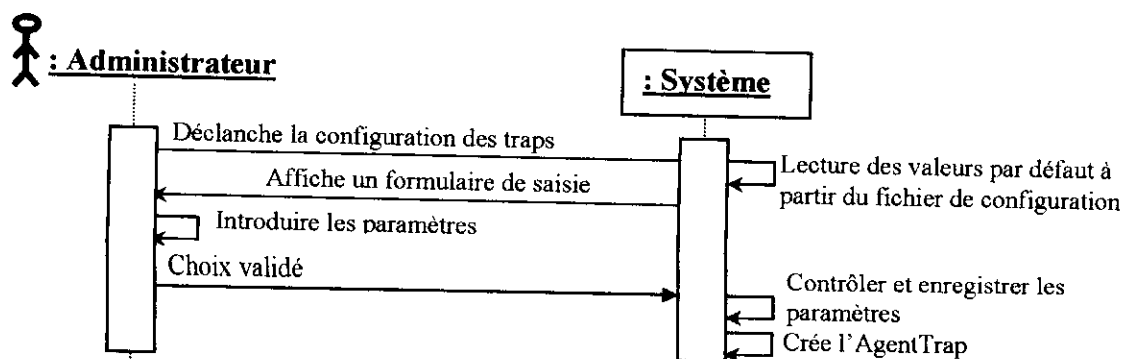 : Administrateur
: Système
Déclanche la configuration des traps
Lecture des valeurs par défaut à
partir du fichier de configuration
Affiche un formulaire de saisie
Introduire les paramètres
Choix validé
Contrôler et enregistrer les
paramètres
Crée l'AgentTrap